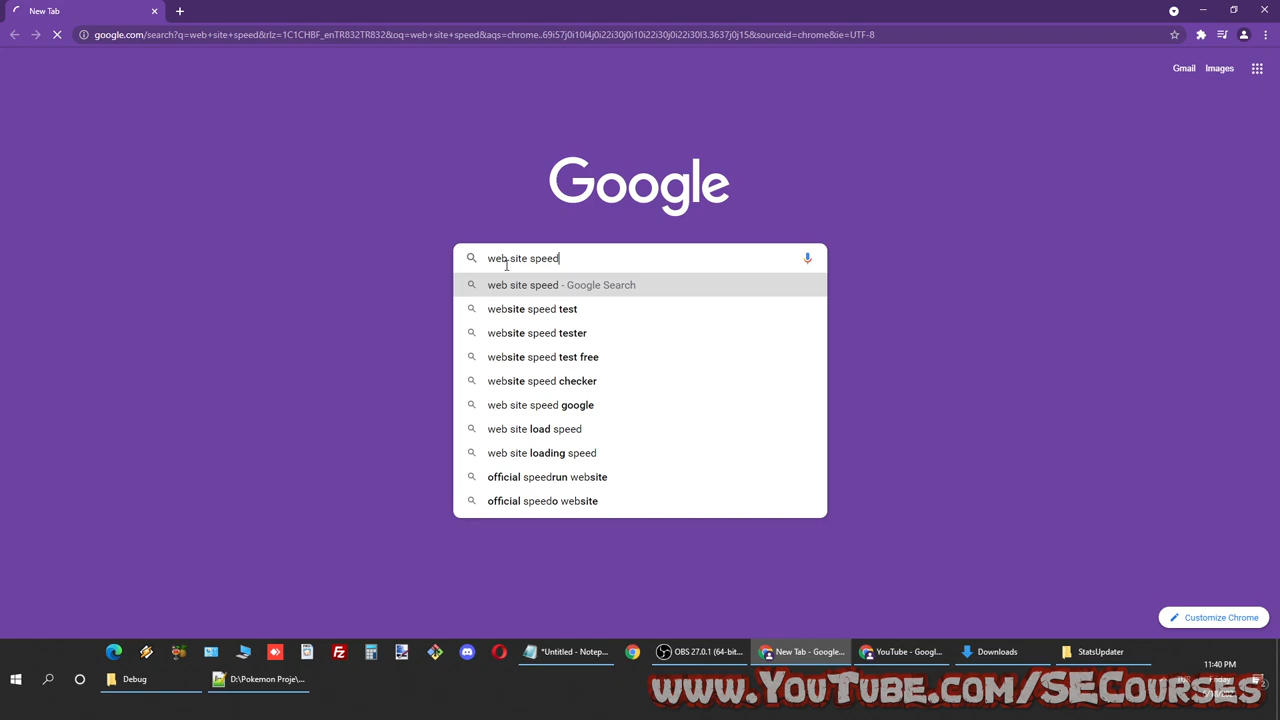 New Tab
google.com/search?q=web+site+speed&rlz=1C1CHBF_enTR832TR832&oq=web+site+speed&aqs=chrome..69i57j0i10l4j0i22i30j0i10i22i30j0i22i30l3.3637j0j15&sourceid=chrome&ie=UTF-8
Gmail Images
Google
web site speed
web site speed - Google Search
website speed test
website speed tester
website speed test free
website speed checker
web site speed google
web site load speed
web site loading speed
official speedrun website
official speedo website
Customize Chrome
*Untitled - Notep... OBS 27.0.1 (64-bit... New Tab - Google... YouTube - Googl... Downloads StatsUpdater
11:40 PM
Debug D:\Pokemon Proje\... Friday
www.YouTube.com/SECourses